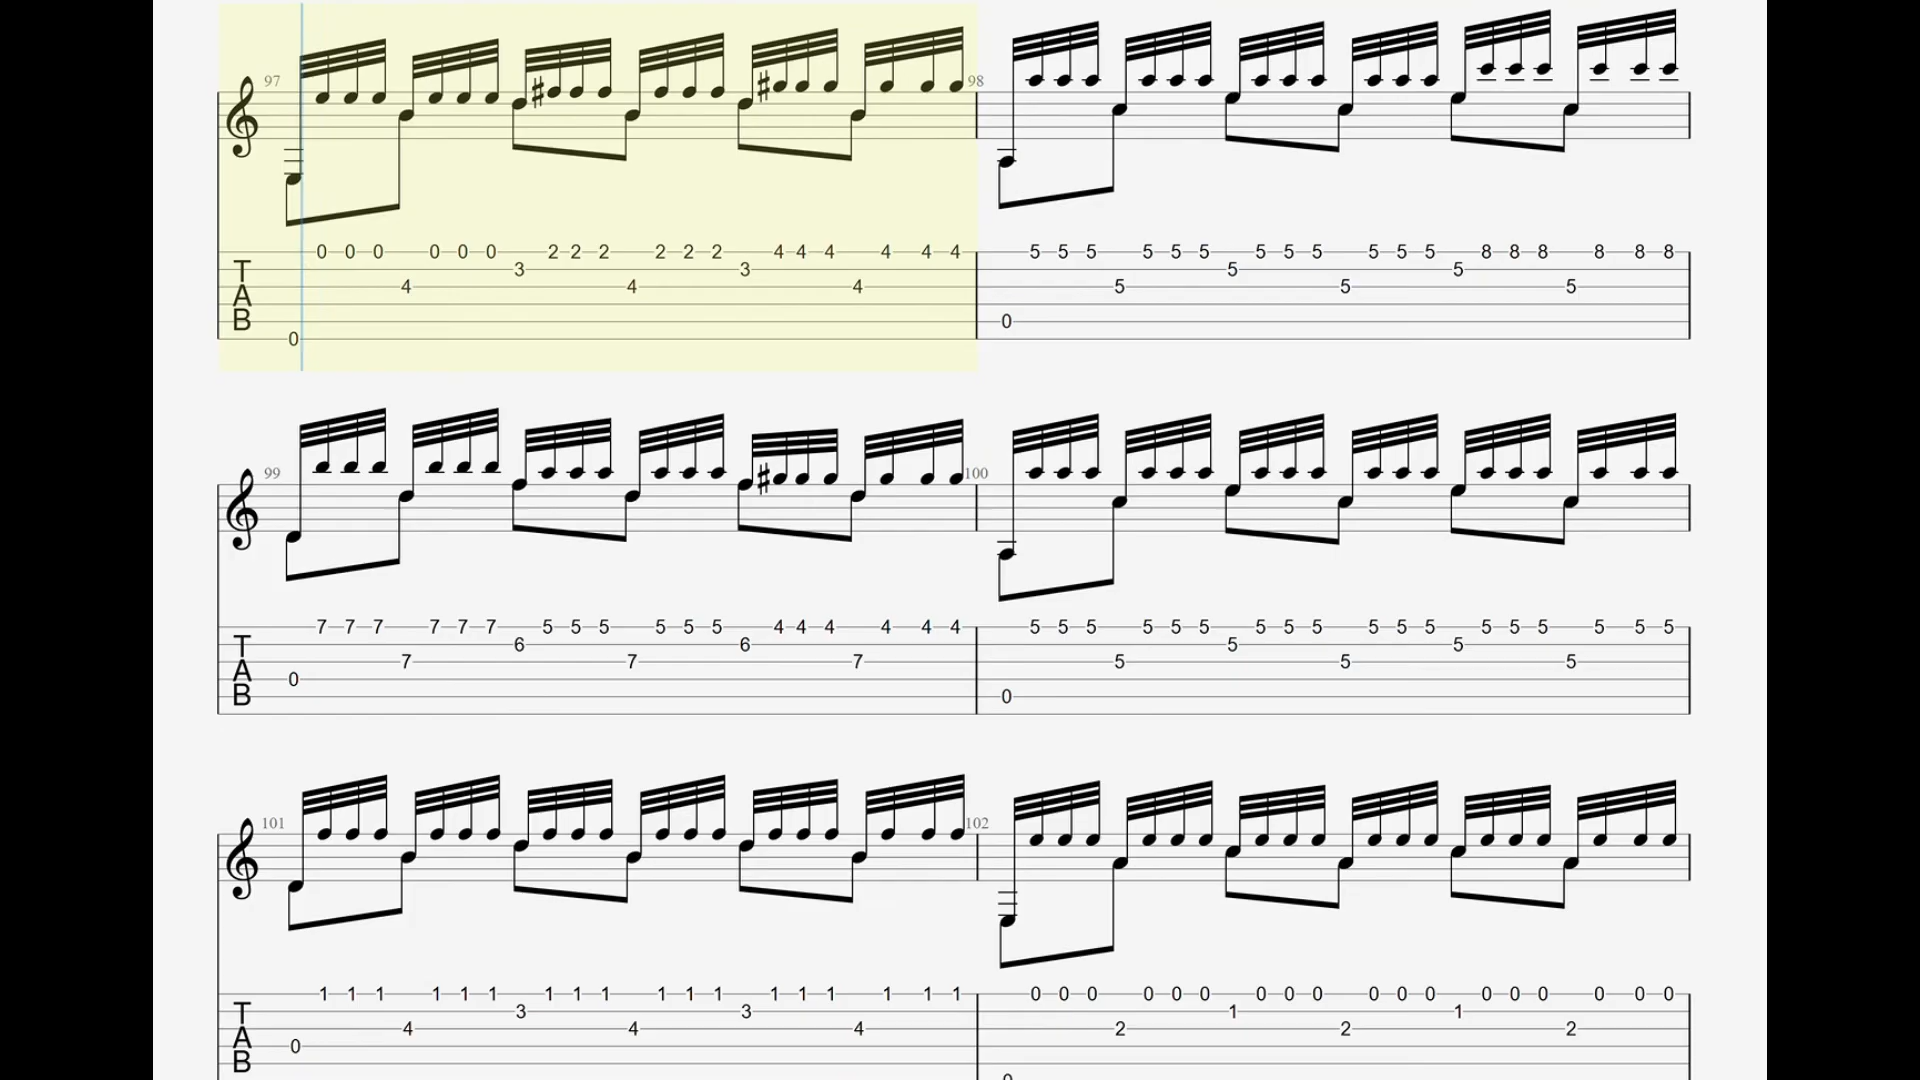 97 98
0 0 0 0 0 0 2 2 2 2 2 2 4 4 4 4 4 4 5 5 5 5 5 5 5 5 5 5 5 5 8 8 8 8 8 8
T 3 3 5 5
A 4 4 4 5 5 5
B 0
0
99 100
7 7 7 7 7 7 5 5 5 5 5 5 4 4 4 4 4 4 5 5 5 5 5 5 5 5 5 5 5 5 5 5 5 5 5 5
T 6 6 5 5
A 7 7 7 5 5 5
0
B 0
101 102
1 1 1 1 1 1 1 1 1 1 1 1 1 1 1 1 1 1 0 0 0 0 0 0 0 0 0 0 0 0 0 0 0 0 0 0
T 3 3 1 1
A 4 4 4 2 2 2
0
B
0